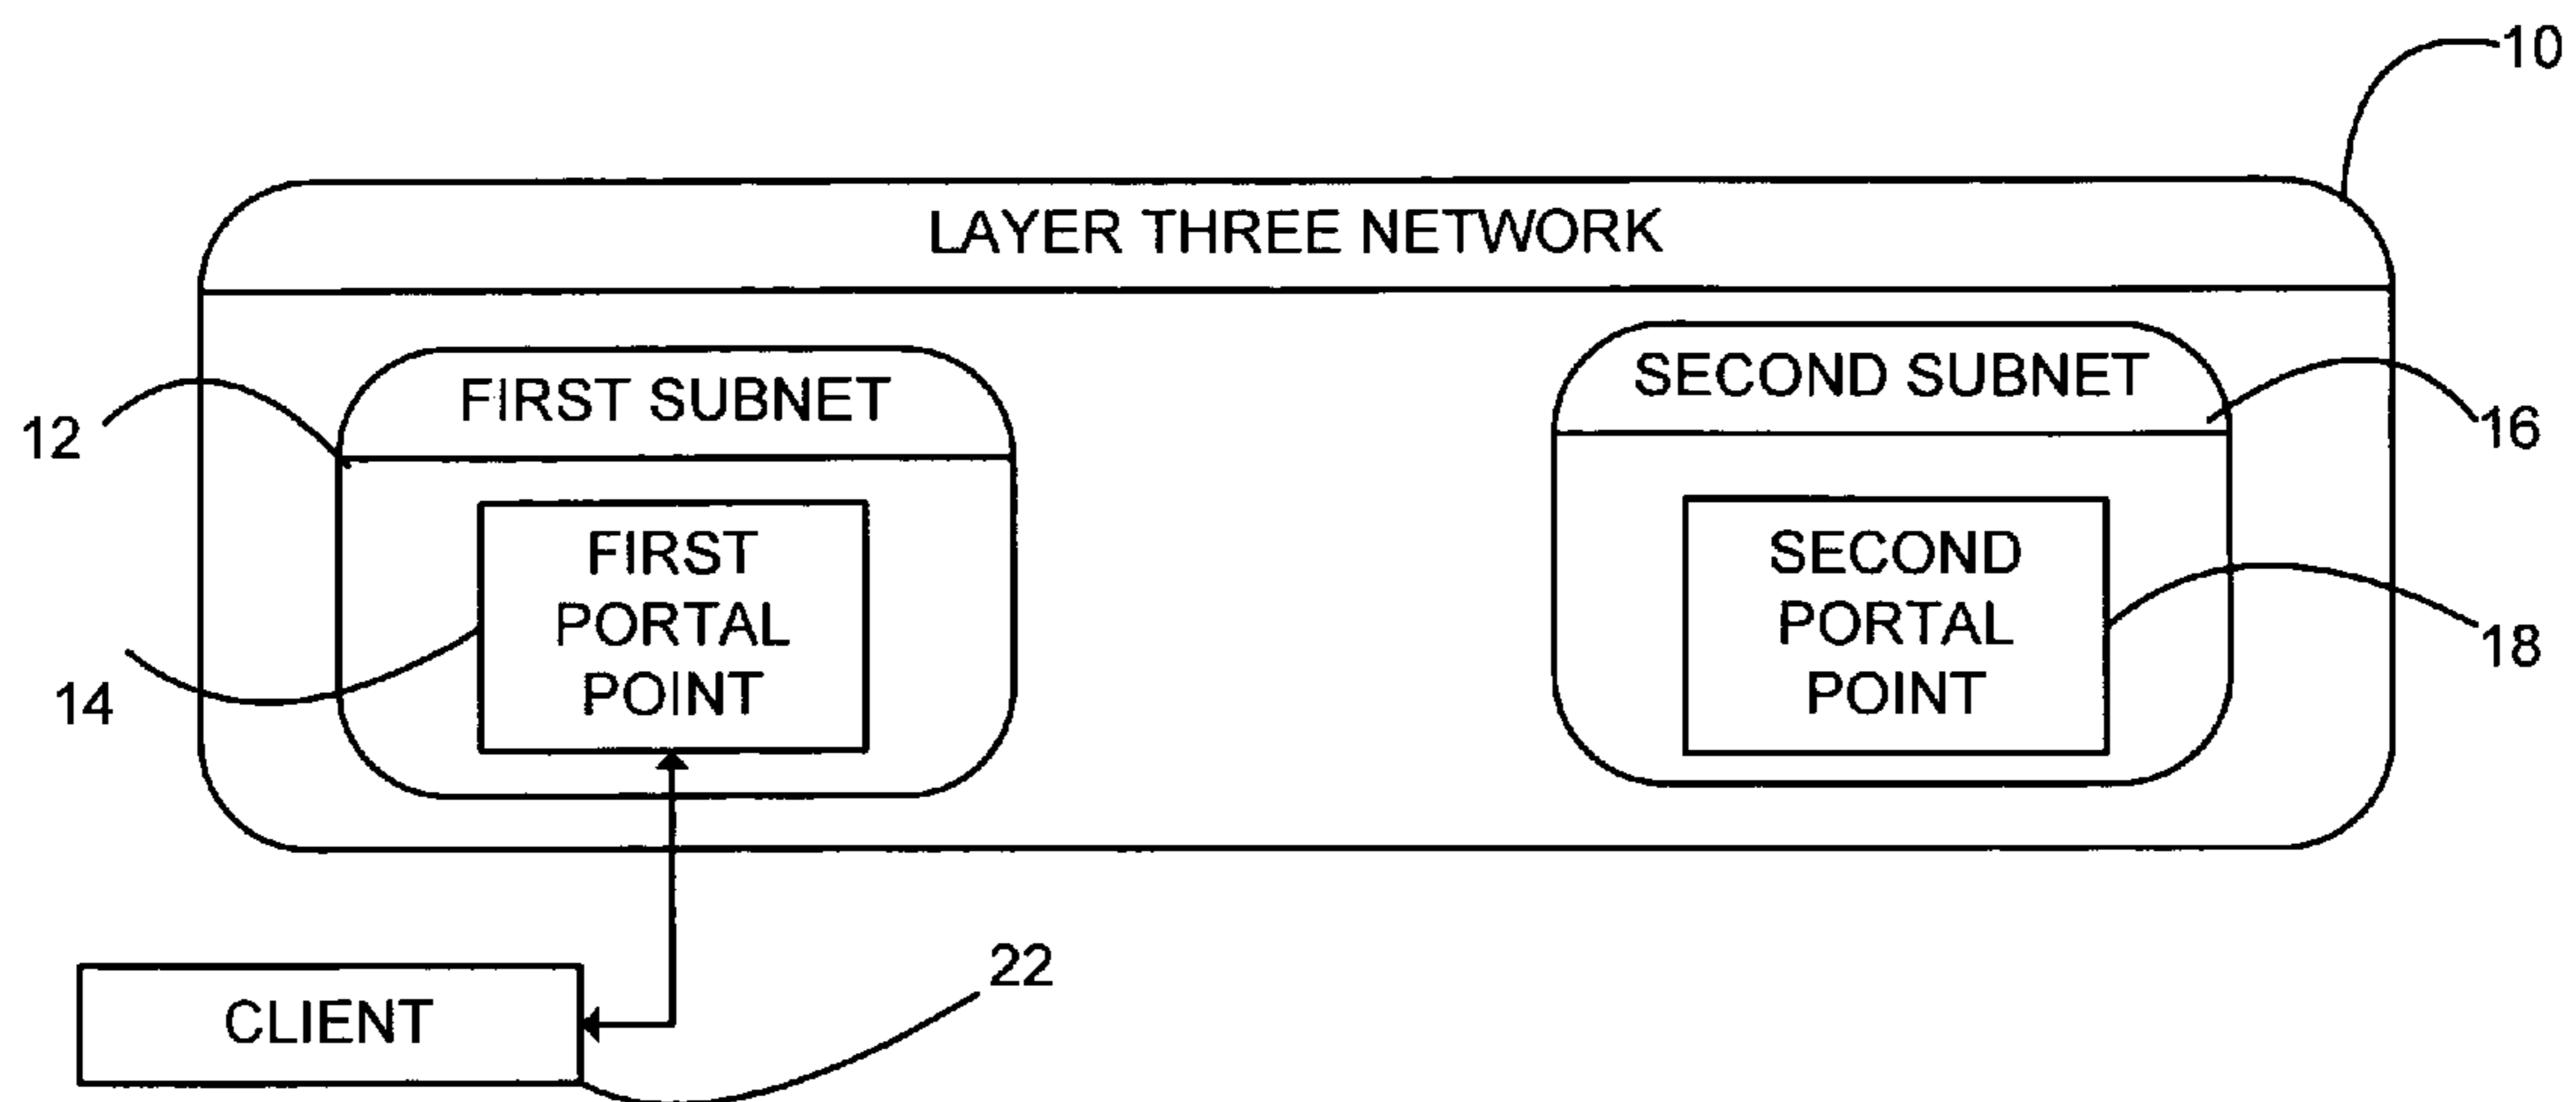 10
LAYER THREE NETWORK
FIRST SUBNET
SECOND SUBNET
12
16
FIRST
PORTAL
POINT
SECOND
PORTAL
POINT
14
18
22
CLIENT